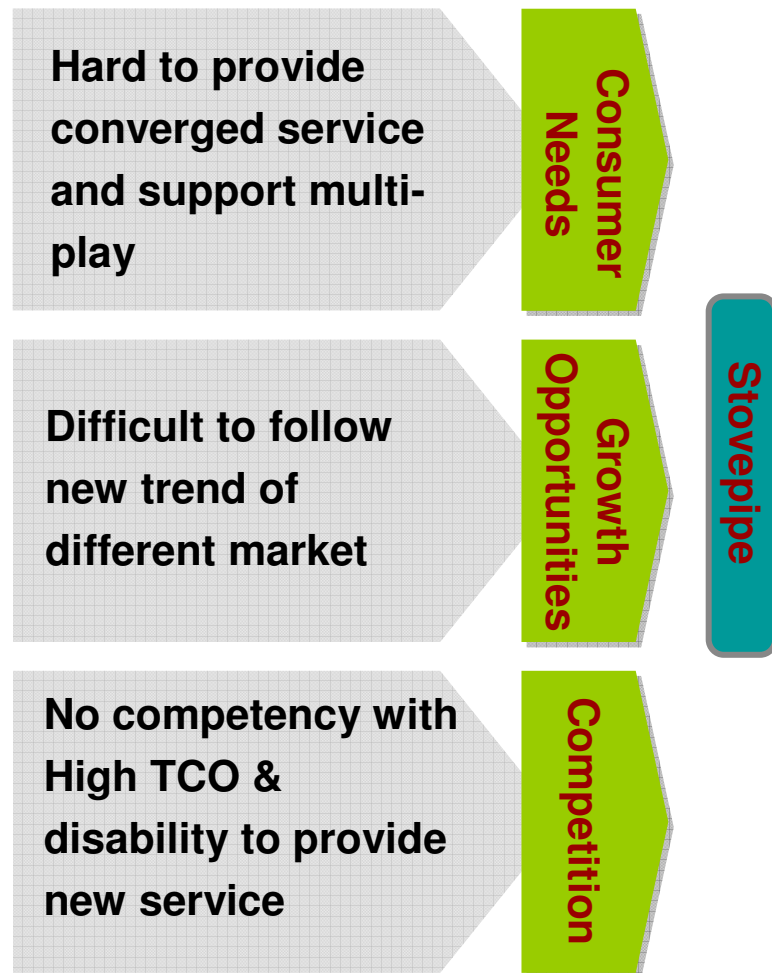 Hard to provide
converged service
and support multi-
play
Consumer
Needs
Difficult to follow
new trend of
different market
Growth
Opportunities
No competency with
High TCO &
disability to provide
new service
Competition
Stovepipe